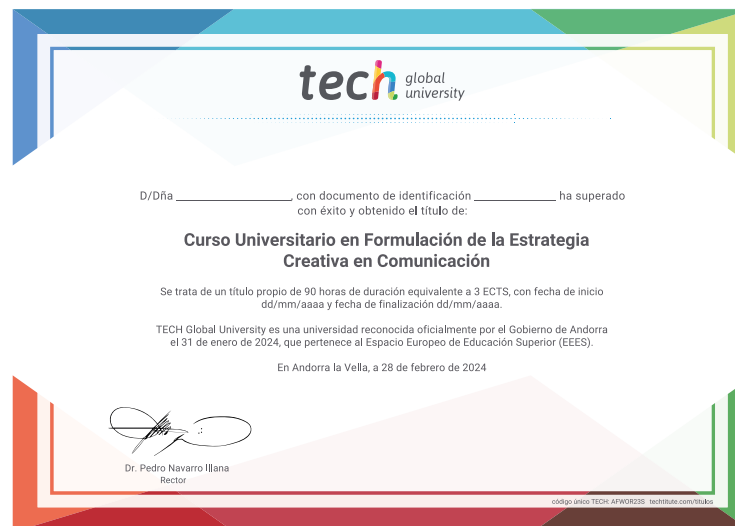 tech global university
D/Dña ____________________, con documento de identificación ______________ ha superado
con éxito y obtenido el título de:
Curso Universitario en Formulación de la Estrategia
Creativa en Comunicación
Se trata de un título propio de 90 horas de duración equivalente a 3 ECTS, con fecha de inicio
dd/mm/aaaa y fecha de finalización dd/mm/aaaa.
TECH Global University es una universidad reconocida oficialmente por el Gobierno de Andorra
el 31 de enero de 2024, que pertenece al Espacio Europeo de Educación Superior (EEES).
En Andorra la Vella, a 28 de febrero de 2024
Dr. Pedro Navarro Illana
Rector
código único TECH: AFWOR23S techtitute.com/titulos